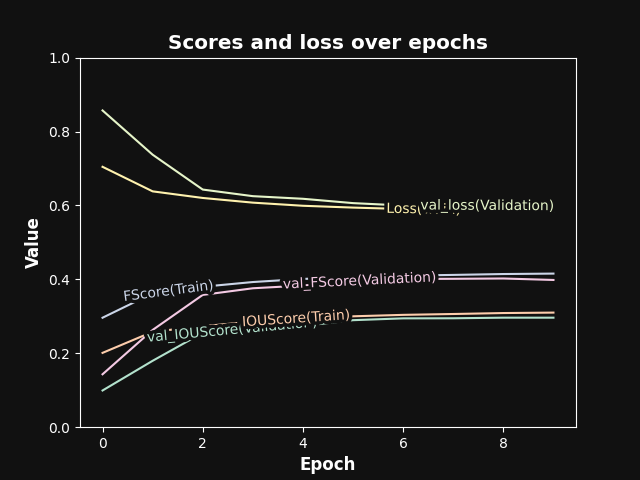 Scores and loss over epochs
1.0
0.8
0.6
0.4
0.2
0.0
Value
val_loss(Validation)
Loss(
FScore(Train)
val_FScore(Validation)
IOUScore(Train)
val_IOUScore(Validation)
0 2 4 6 8
Epoch